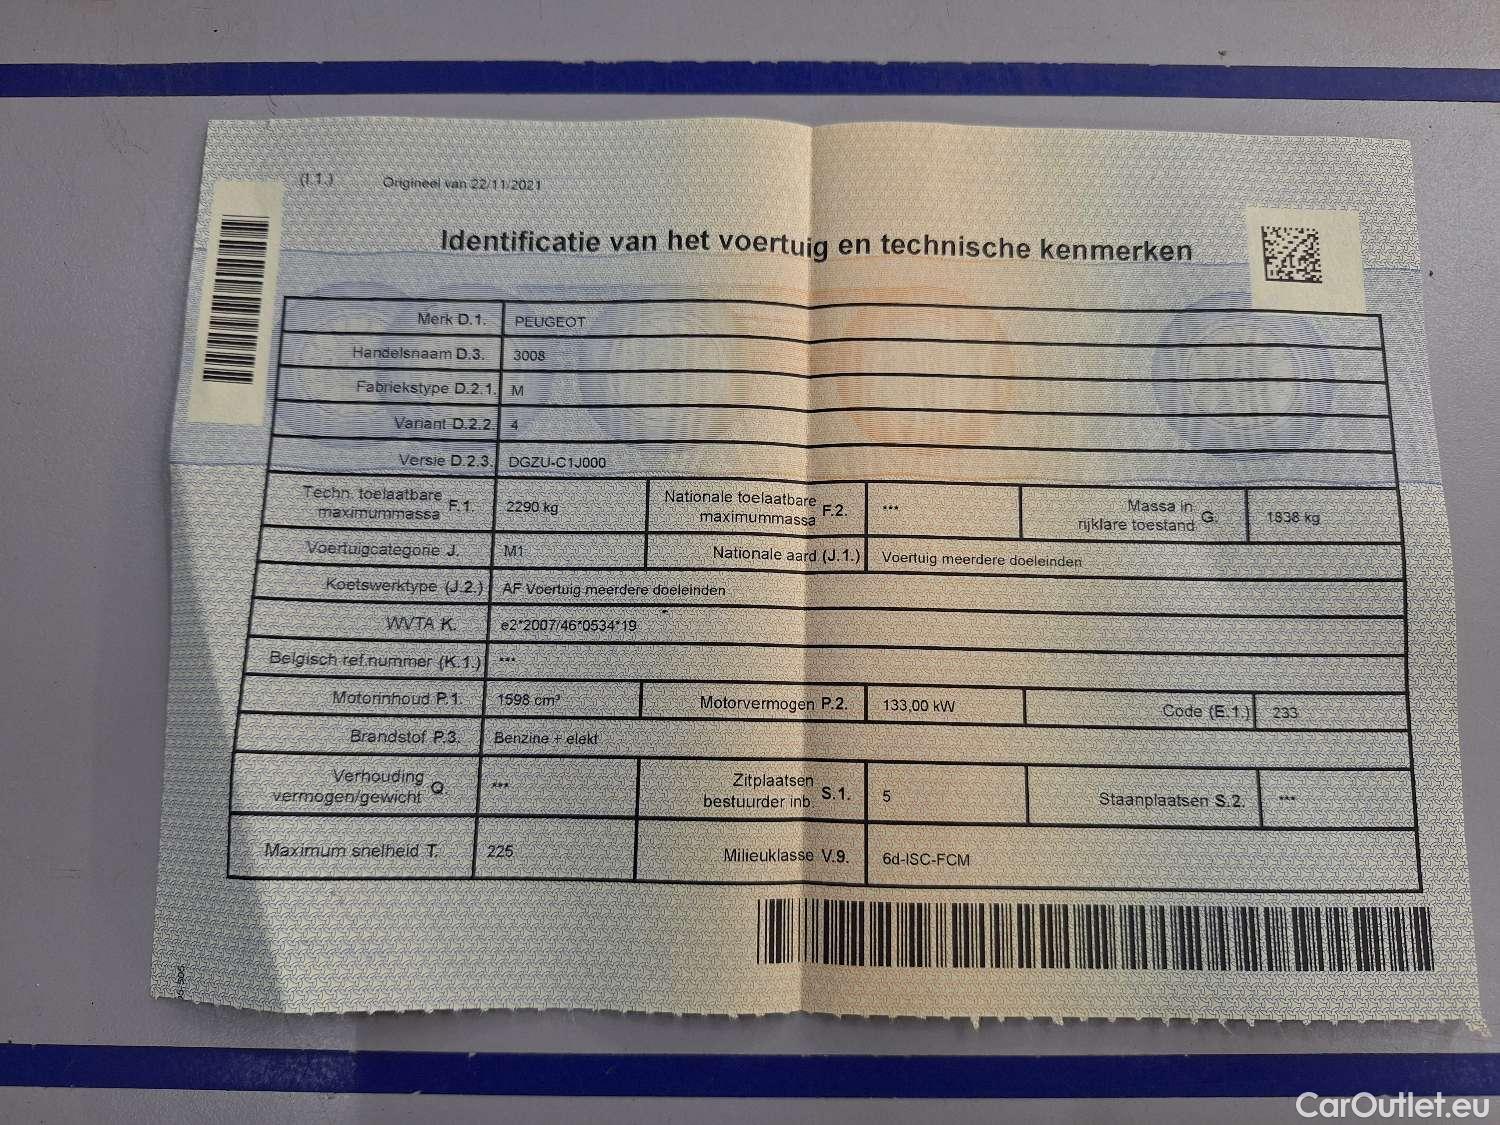 (I.1.) Origineel van 22/11/2021
Identificatie van het voertuig en technische kenmerken
Merk D.1. PEUGEOT
Handelsnaam D.3. 3008
Fabriekstype D.2.1. M
Variant D.2.2. 4
Versie D.2.3. DGZU-C1J000
Techn. toelaatbare maximummassa F.1. 2290 kg Nationale toelaatbare maximummassa F.2. *** Massa in rijklare toestand G. 1838 kg
Voertuigcategorie J. M1 Nationale aard (J.1.) Voertuig meerdere doeleinden
Koetswerktype (J.2.) AF Voertuig meerdere doeleinden
WVTA K. e2*2007/46*0534*19
Belgisch ref.nummer (K.1.) ***
Motorinhoud P.1. 1598 cm³ Motorvermogen P.2. 133,00 kW Code (E.1.) 233
Brandstof P.3. Benzine + elekt
Verhouding vermogen/gewicht Q. *** Zitplaatsen bestuurder inb. S.1. 5 Staanplaatsen S.2. ***
Maximum snelheid T. 225 Milieuklasse V.9. 6d-ISC-FCM
CarOutlet.eu